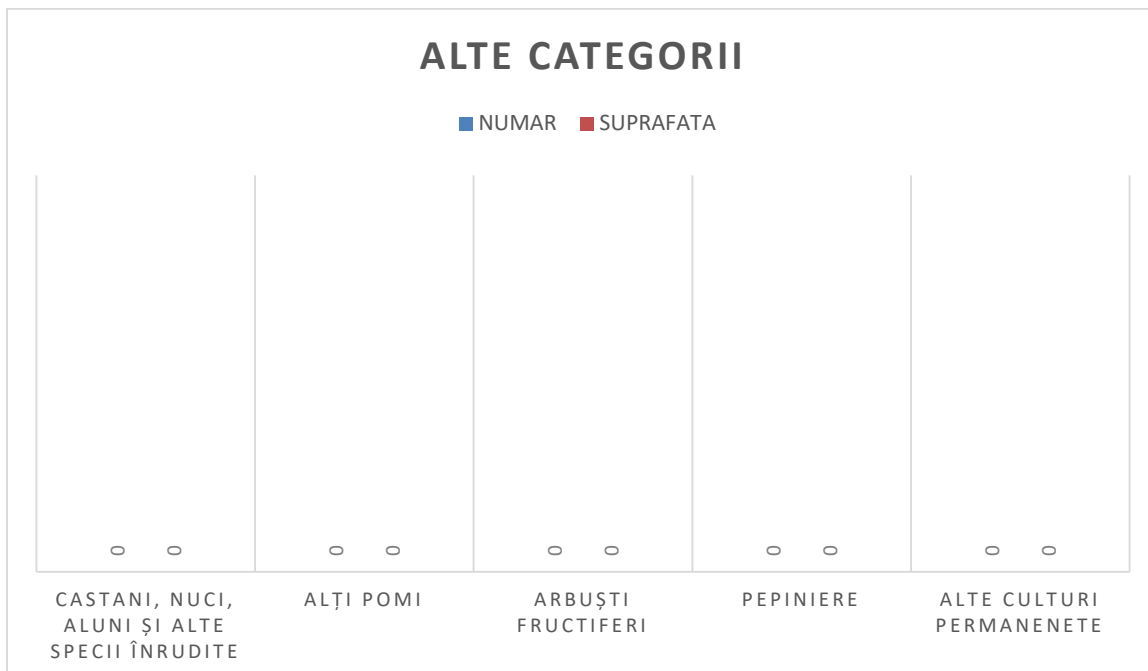 ALTE CATEGORII
NUMAR SUPRAFATA
0 0 0 0 0 0 0 0 0 0
CASTANI, NUCI, ALUNI ȘI ALTE SPECII ÎNRUDITE
ALȚI POMI
ARBUȘTI FRUCTIFERI
PEPINIERE
ALTE CULTURI PERMANENETE